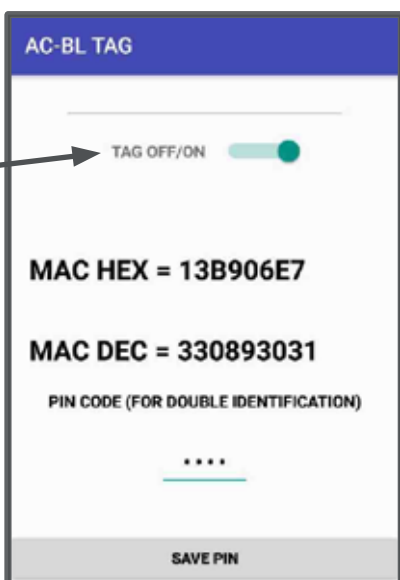 AC-BL TAG
TAG OFF/ON
MAC HEX = 13B906E7
MAC DEC = 330893031
PIN CODE (FOR DOUBLE IDENTIFICATION)
....
SAVE PIN